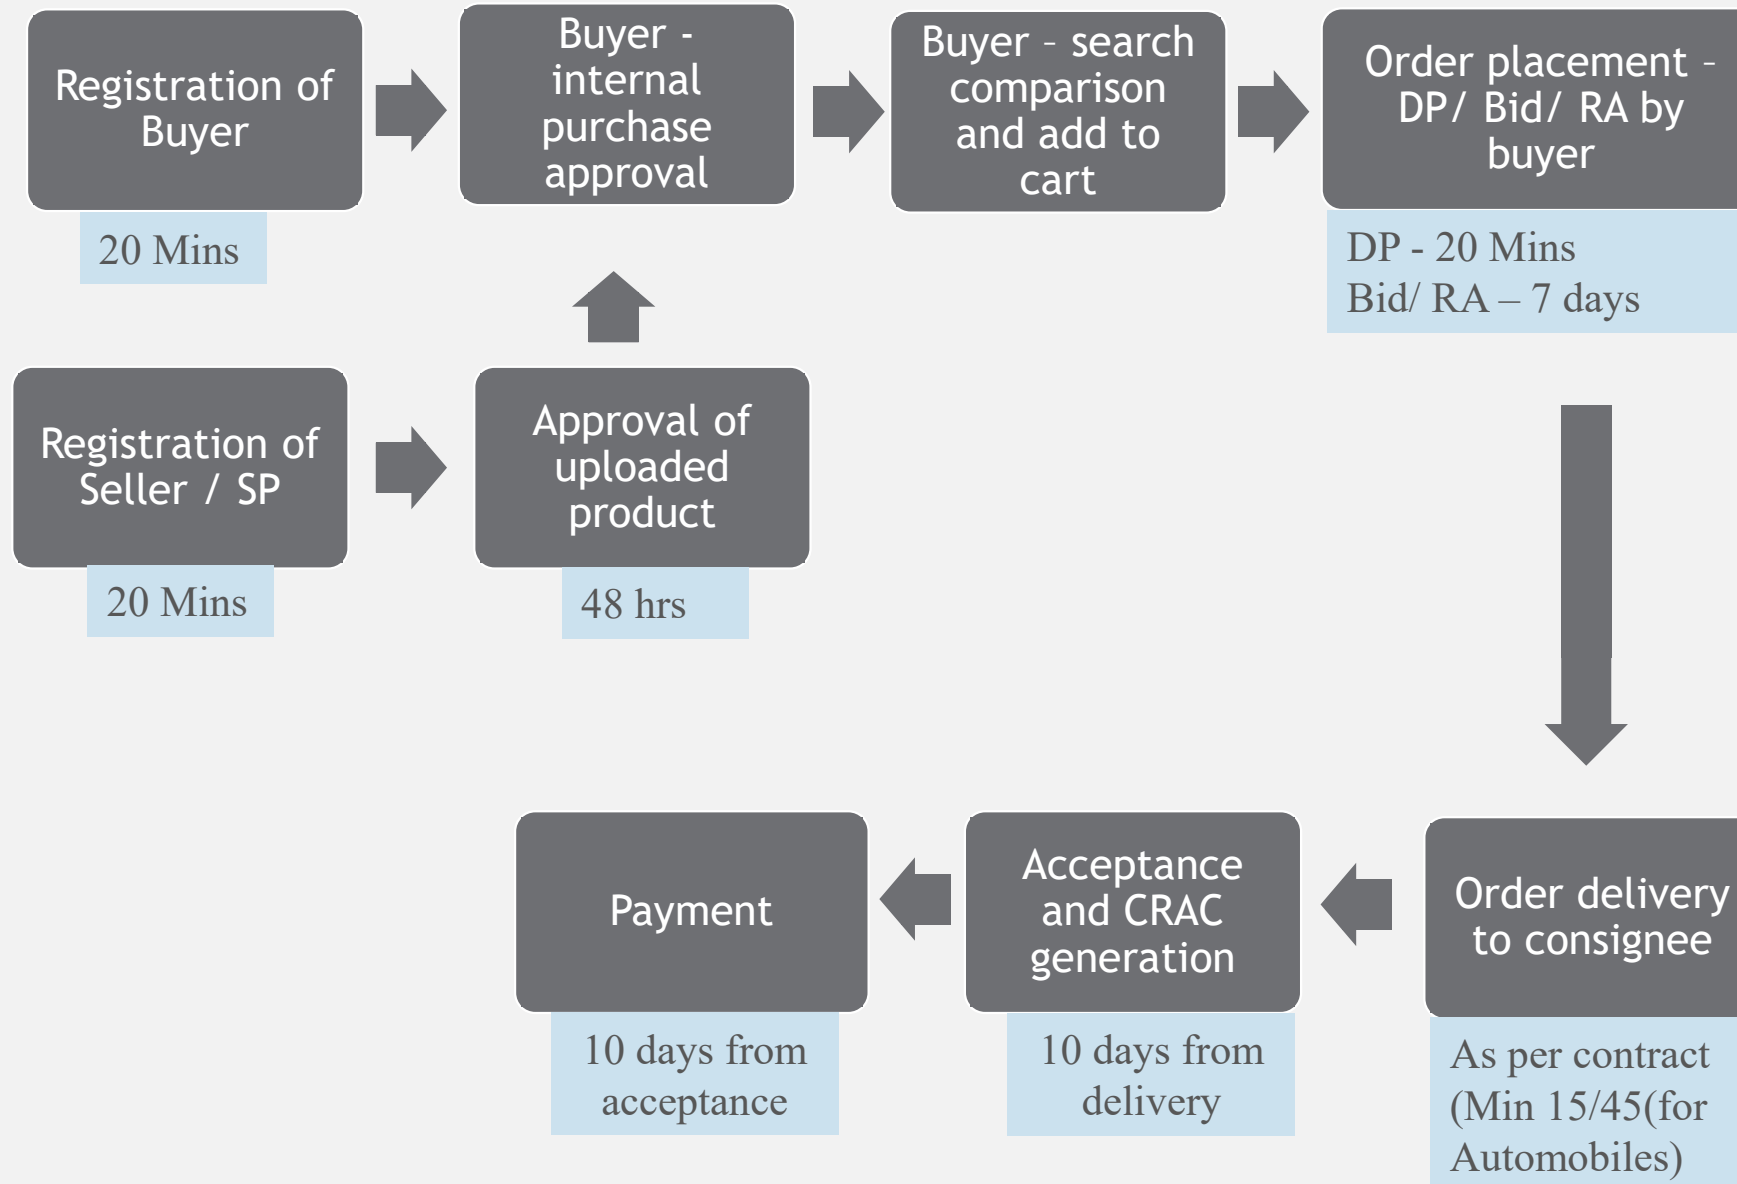 Registration of
Buyer
20 Mins
Buyer -
internal
purchase
approval
Buyer – search
comparison
and add to
cart
Order placement –
DP/ Bid/ RA by
buyer
DP - 20 Mins
Bid/ RA – 7 days
Registration of
Seller / SP
20 Mins
Approval of
uploaded
product
48 hrs
Order delivery
to consignee
As per contract
(Min 15/45(for
Automobiles)
Acceptance
and CRAC
generation
10 days from
delivery
Payment
10 days from
acceptance